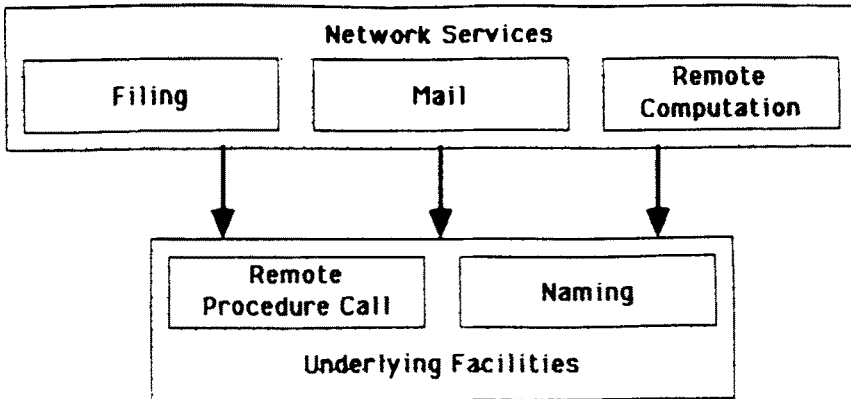 Network Services
Filing
Mail
Remote
Computation
Remote
Procedure Call
Naming
Underlying Facilities